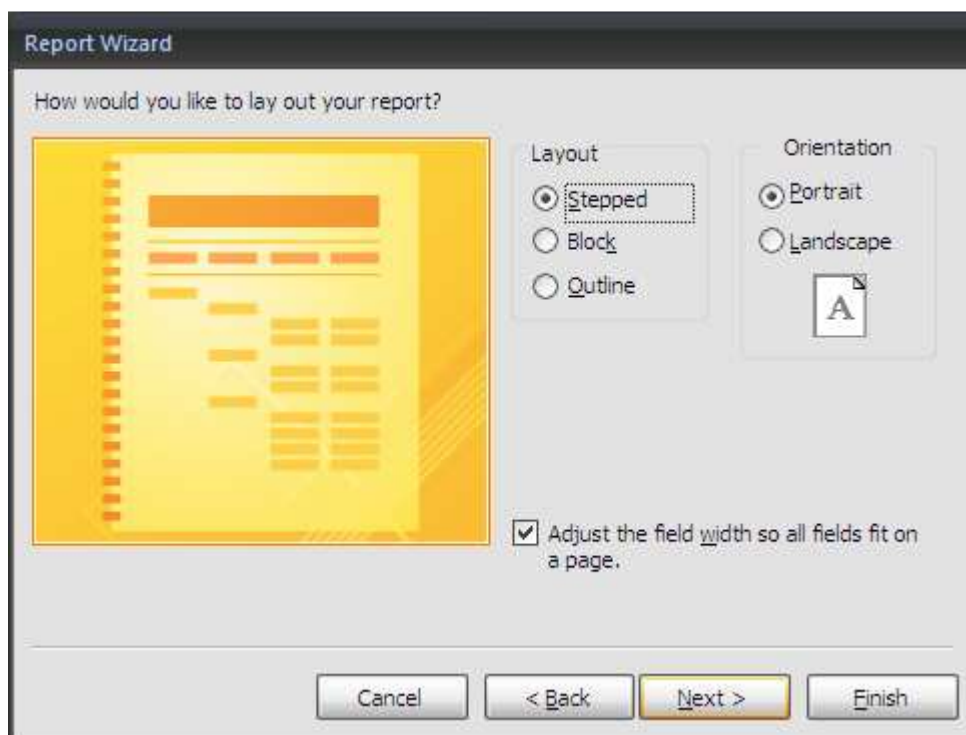 Report Wizard
How would you like to lay out your report?
Layout
Stepped
Block
Outline
Orientation
Portrait
Landscape
A
Adjust the field width so all fields fit on
a page.
Cancel
< Back
Next >
Finish